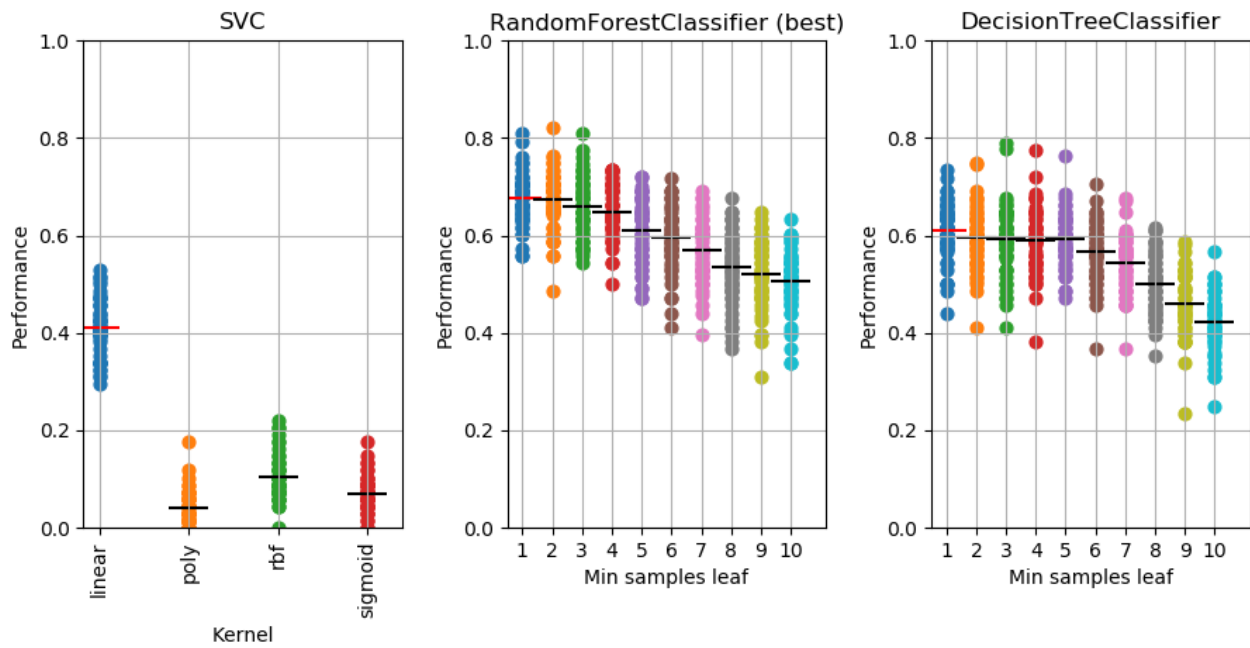 SVC
Performance
1.0
0.8
0.6
0.4
0.2
0.0
linear
poly
rbf
sigmoid
Kernel
RandomForestClassifier (best)
Performance
1.0
0.8
0.6
0.4
0.2
0.0
1 2 3 4 5 6 7 8 9 10
Min samples leaf
DecisionTreeClassifier
Performance
1.0
0.8
0.6
0.4
0.2
0.0
1 2 3 4 5 6 7 8 9 10
Min samples leaf